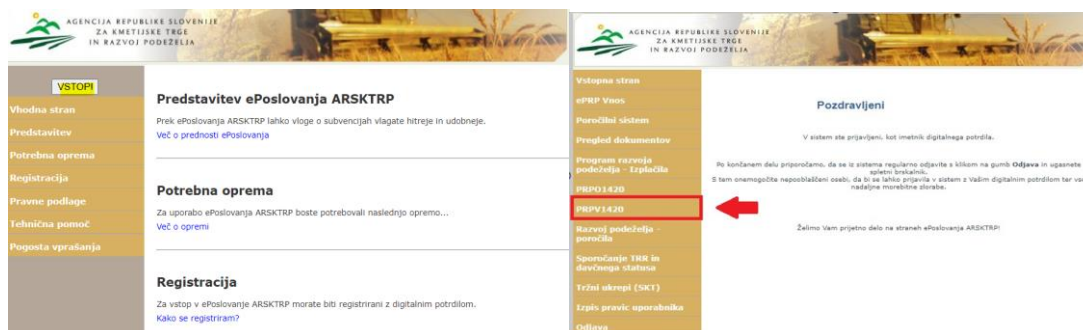 AGENCIJA REPUBLIKE SLOVENIJE
ZA KMETIJSKE TRGE
IN RAZVOJ PODEŽELJA
VSTOPI
Vhodna stran
Predstavitev
Potrebna oprema
Registracija
Pravne podlage
Tehnična pomoč
Pogosta vprašanja
Predstavitev ePoslovanja ARSKTRP
Prek ePoslovanja ARSKTRP lahko vloge o subvencijah vlagate hitreje in udobneje.
Več o prednosti ePoslovanja
Potrebna oprema
Za uporabo ePoslovanja ARSKTRP boste potrebovali naslednjo opremo...
Več o opremi
Registracija
Za vstop v ePoslovanje ARSKTRP morate biti registrirani z digitalnim potrdilom.
Kako se registriram?
AGENCIJA REPUBLIKE SLOVENIJE
ZA KMETIJSKE TRGE
IN RAZVOJ PODEŽELJA
Vstopna stran
ePRP Vnos
Poročilni sistem
Pregled dokumentov
Program razvoja
podeželja - Izplačila
PRPO1420
PRPV1420
Razvoj podeželja -
poročila
Sporočanje TRR in
davčnega statusa
Tržni ukrepi (SKT)
Izpis pravic uporabnika
Odjava
Pozdravljeni
V sistem ste prijavljeni, kot imetnik digitalnega potrdila.
Po končanem delu priporočamo, da se iz sistema regularno odjavite s klikom na gumb Odjava in ugasnete
spletni brskalnik.
S tem onemogočite nepooblaščeni osebi, da bi se lahko prijavila v sistem z Vašim digitalnim potrdilom ter
nadaljne morebitne zlorabe.
Želimo Vam prijetno delo na straneh ePoslovanja ARSKTRP!